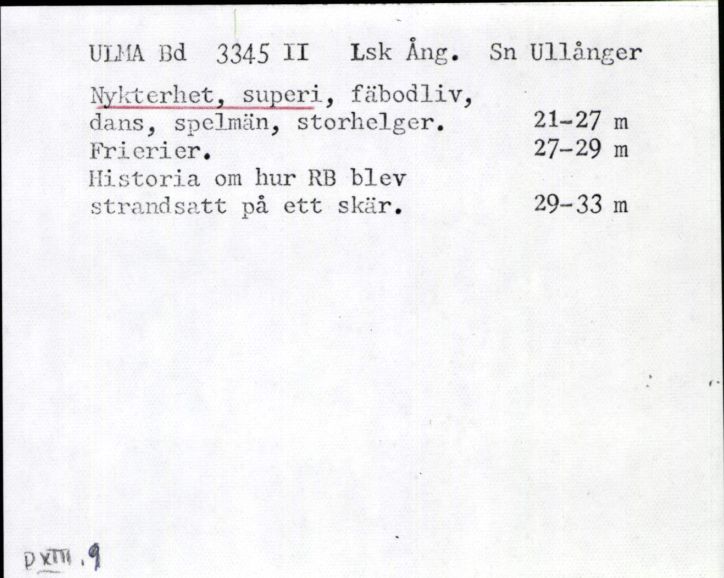 ULMA Bd 3345 II Lsk Ång. Sn Ullånger
Nykterhet, superi, fäbodliv,
dans, spelmän, storhelger. 21-27 m
Frierier. 27-29 m
Historia om hur RB blev
strandsatt på ett skär. 29-33 m
D XIII. 9